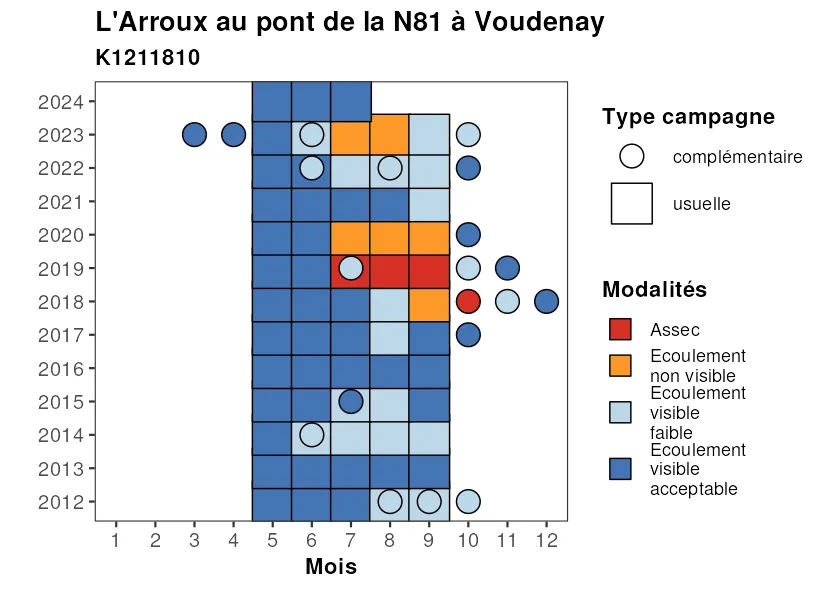 L'Arroux au pont de la N81 à Voudenay
K1211810
2024
2023
2022
2021
2020
2019
2018
2017
2016
2015
2014
2013
2012
1 2 3 4 5 6 7 8 9 10 11 12
Mois
Type campagne
complémentaire
usuelle
Modalités
Assec
Ecoulement
non visible
Ecoulement
visible
faible
Ecoulement
visible
acceptable